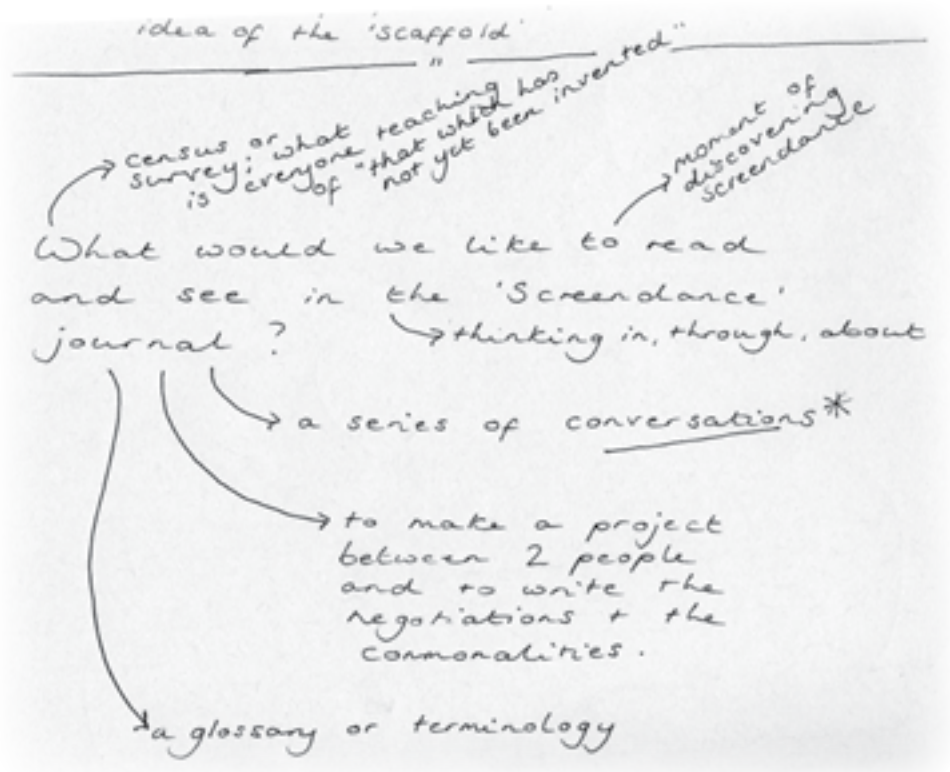 idea of the 'scaffold'
"
census or
survey; what
is everyone teaching
of "that which has
not yet been invented"
moment of
discovering
screendance
What would we like to read
and see in the 'Screendance'
journal ?
thinking in, through, about
a series of conversations*
to make a project
between 2 people
and to write the
negotiations + the
commonalities.
a glossary or terminology